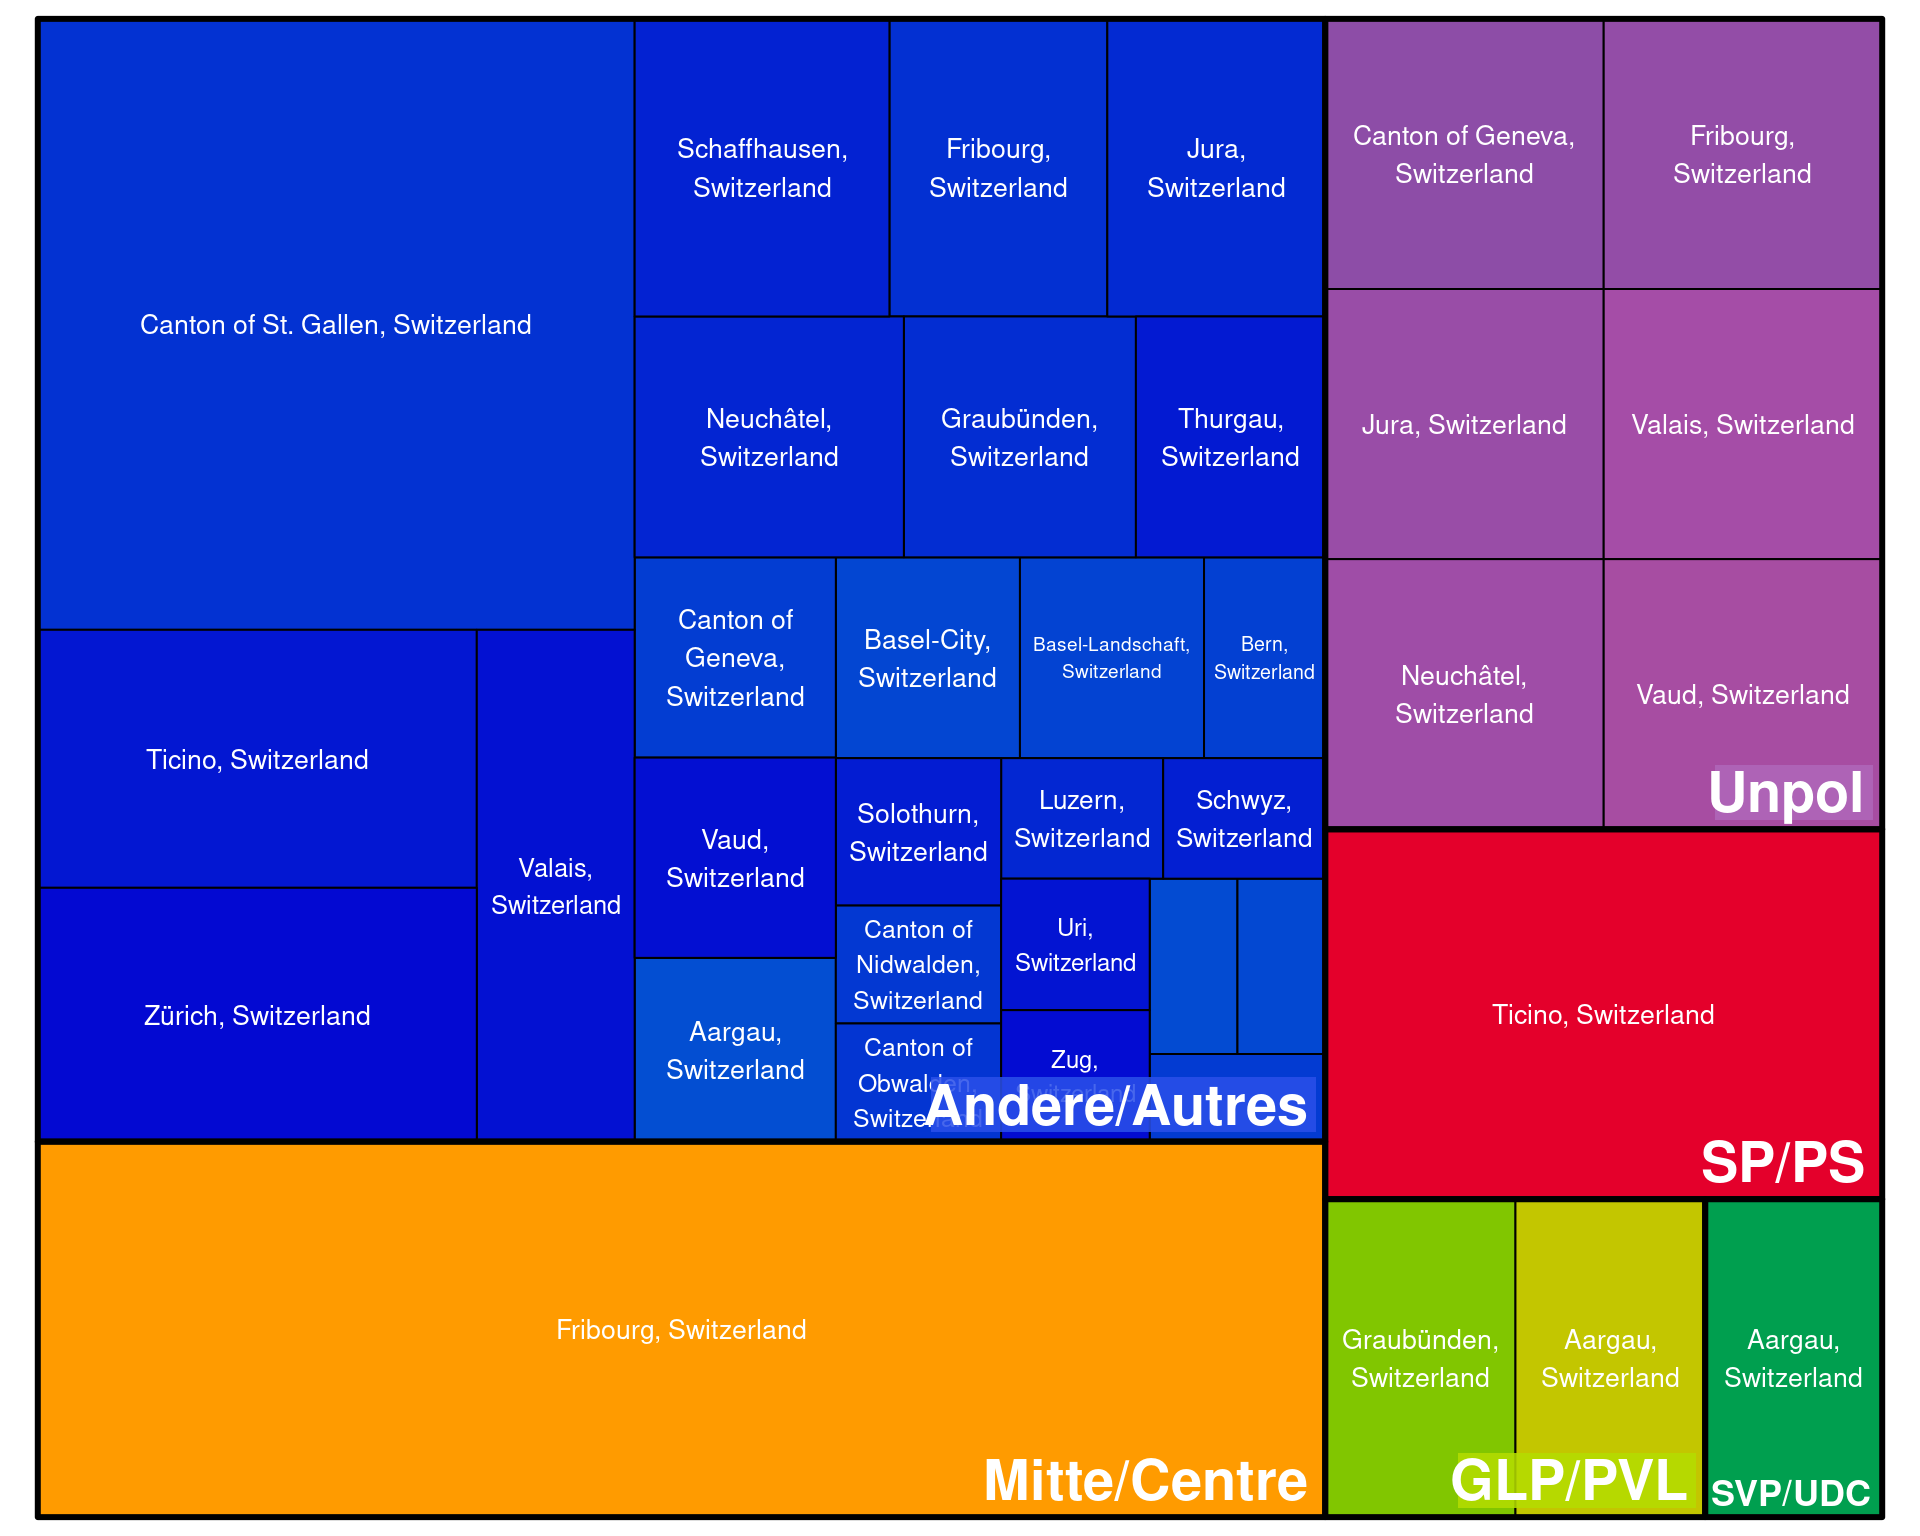 Canton of St. Gallen, Switzerland
Schaffhausen,
Switzerland
Fribourg,
Switzerland
Jura,
Switzerland
Neuchâtel,
Switzerland
Graubünden,
Switzerland
Thurgau,
Switzerland
Ticino, Switzerland
Zürich, Switzerland
Valais,
Switzerland
Canton of
Geneva,
Switzerland
Basel-City,
Switzerland
Basel-Landschaft,
Switzerland
Bern,
Switzerland
Vaud,
Switzerland
Aargau,
Switzerland
Solothurn,
Switzerland
Luzern,
Switzerland
Schwyz,
Switzerland
Canton of
Nidwalden,
Switzerland
Canton of
Obwalden,
Switzerland
Uri,
Switzerland
Zug,
Switzerland
Andere/Autres
Fribourg, Switzerland
Mitte/Centre
Canton of Geneva,
Switzerland
Fribourg,
Switzerland
Jura, Switzerland
Valais, Switzerland
Neuchâtel,
Switzerland
Vaud, Switzerland
Unpol
Ticino, Switzerland
SP/PS
Graubünden,
Switzerland
Aargau,
Switzerland
GLP/PVL
Aargau,
Switzerland
SVP/UDC